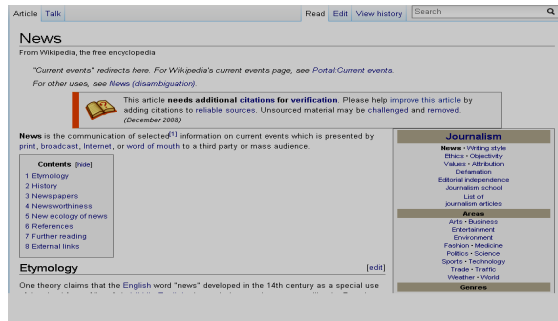 Article Talk Read Edit View history Search
News
From Wikipedia, the free encyclopedia
"Current events" redirects here. For Wikipedia's current events page, see Portal:Current events.
For other uses, see News (disambiguation).
This article needs additional citations for verification. Please help improve this article by
adding citations to reliable sources. Unsourced material may be challenged and removed.
(December 2008)
News is the communication of selected[1] information on current events which is presented by
print, broadcast, Internet, or word of mouth to a third party or mass audience.
Contents [hide]
1 Etymology
2 History
3 Newspapers
4 Newsworthiness
5 New ecology of news
6 References
7 Further reading
8 External links
Etymology [edit]
One theory claims that the English word "news" developed in the 14th century as a special use
Journalism
News • Writing style
Ethics • Objectivity
Values • Attribution
Defamation
Editorial independence
Journalism school
List of
journalism articles
Areas
Arts • Business
Entertainment
Environment
Fashion • Medicine
Politics • Science
Sports • Technology
Trade • Traffic
Weather • World
Genres